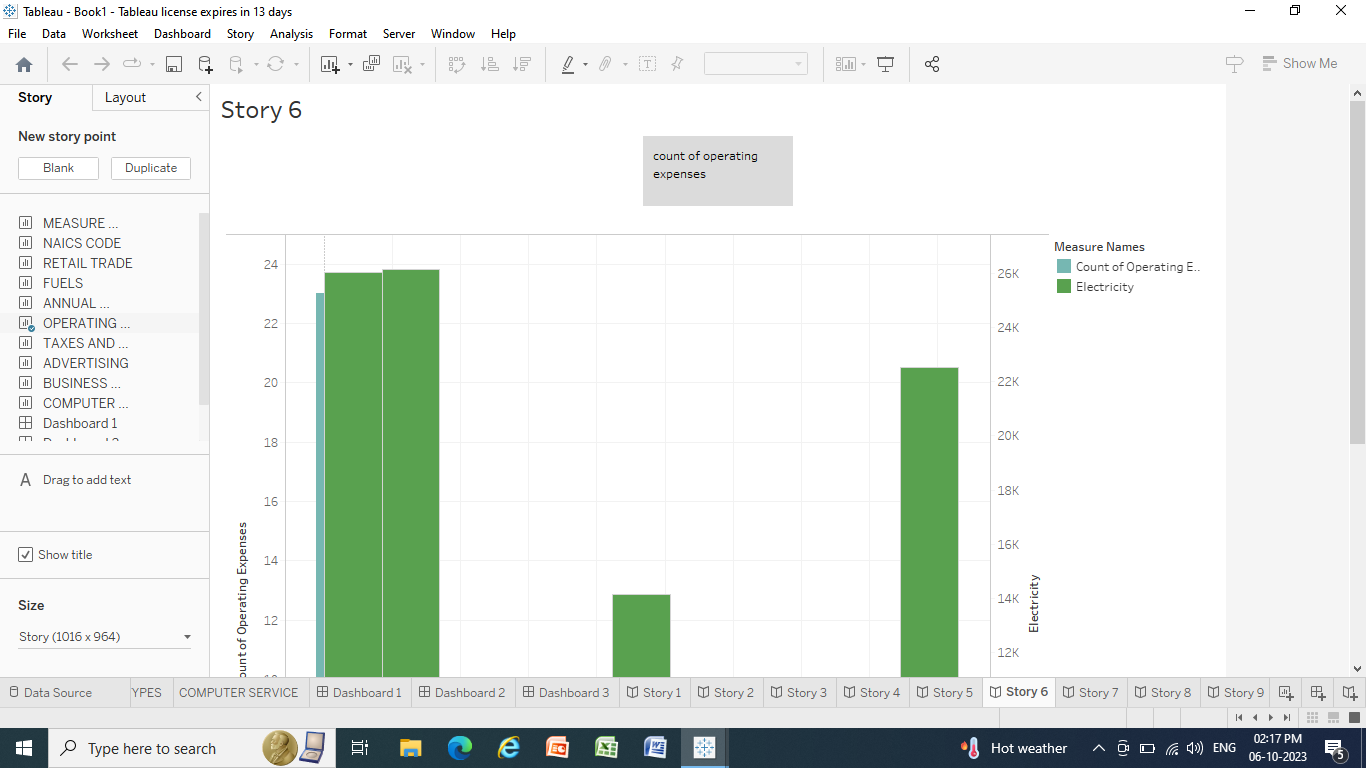 Tableau - Book1 - Tableau license expires in 13 days
File Data Worksheet Dashboard Story Analysis Format Server Window Help
Show Me
Story Layout
New story point
Blank Duplicate
MEASURE ...
NAICS CODE
RETAIL TRADE
FUELS
ANNUAL ...
OPERATING ...
TAXES AND ...
ADVERTISING
BUSINESS ...
COMPUTER ...
Dashboard 1
A Drag to add text
Show title
Size
Story (1016 x 964)
Story 6
count of operating
expenses
24
22
20
18
16
14
12
10
ount of Operating Expenses
26K
24K
22K
20K
18K
16K
14K
12K
Electricity
Measure Names
Count of Operating E..
Electricity
Data Source YPES COMPUTER SERVICE Dashboard 1 Dashboard 2 Dashboard 3 Story 1 Story 2 Story 3 Story 4 Story 5 Story 6 Story 7 Story 8 Story 9
Type here to search
Hot weather
ENG
02:17 PM
06-10-2023
5